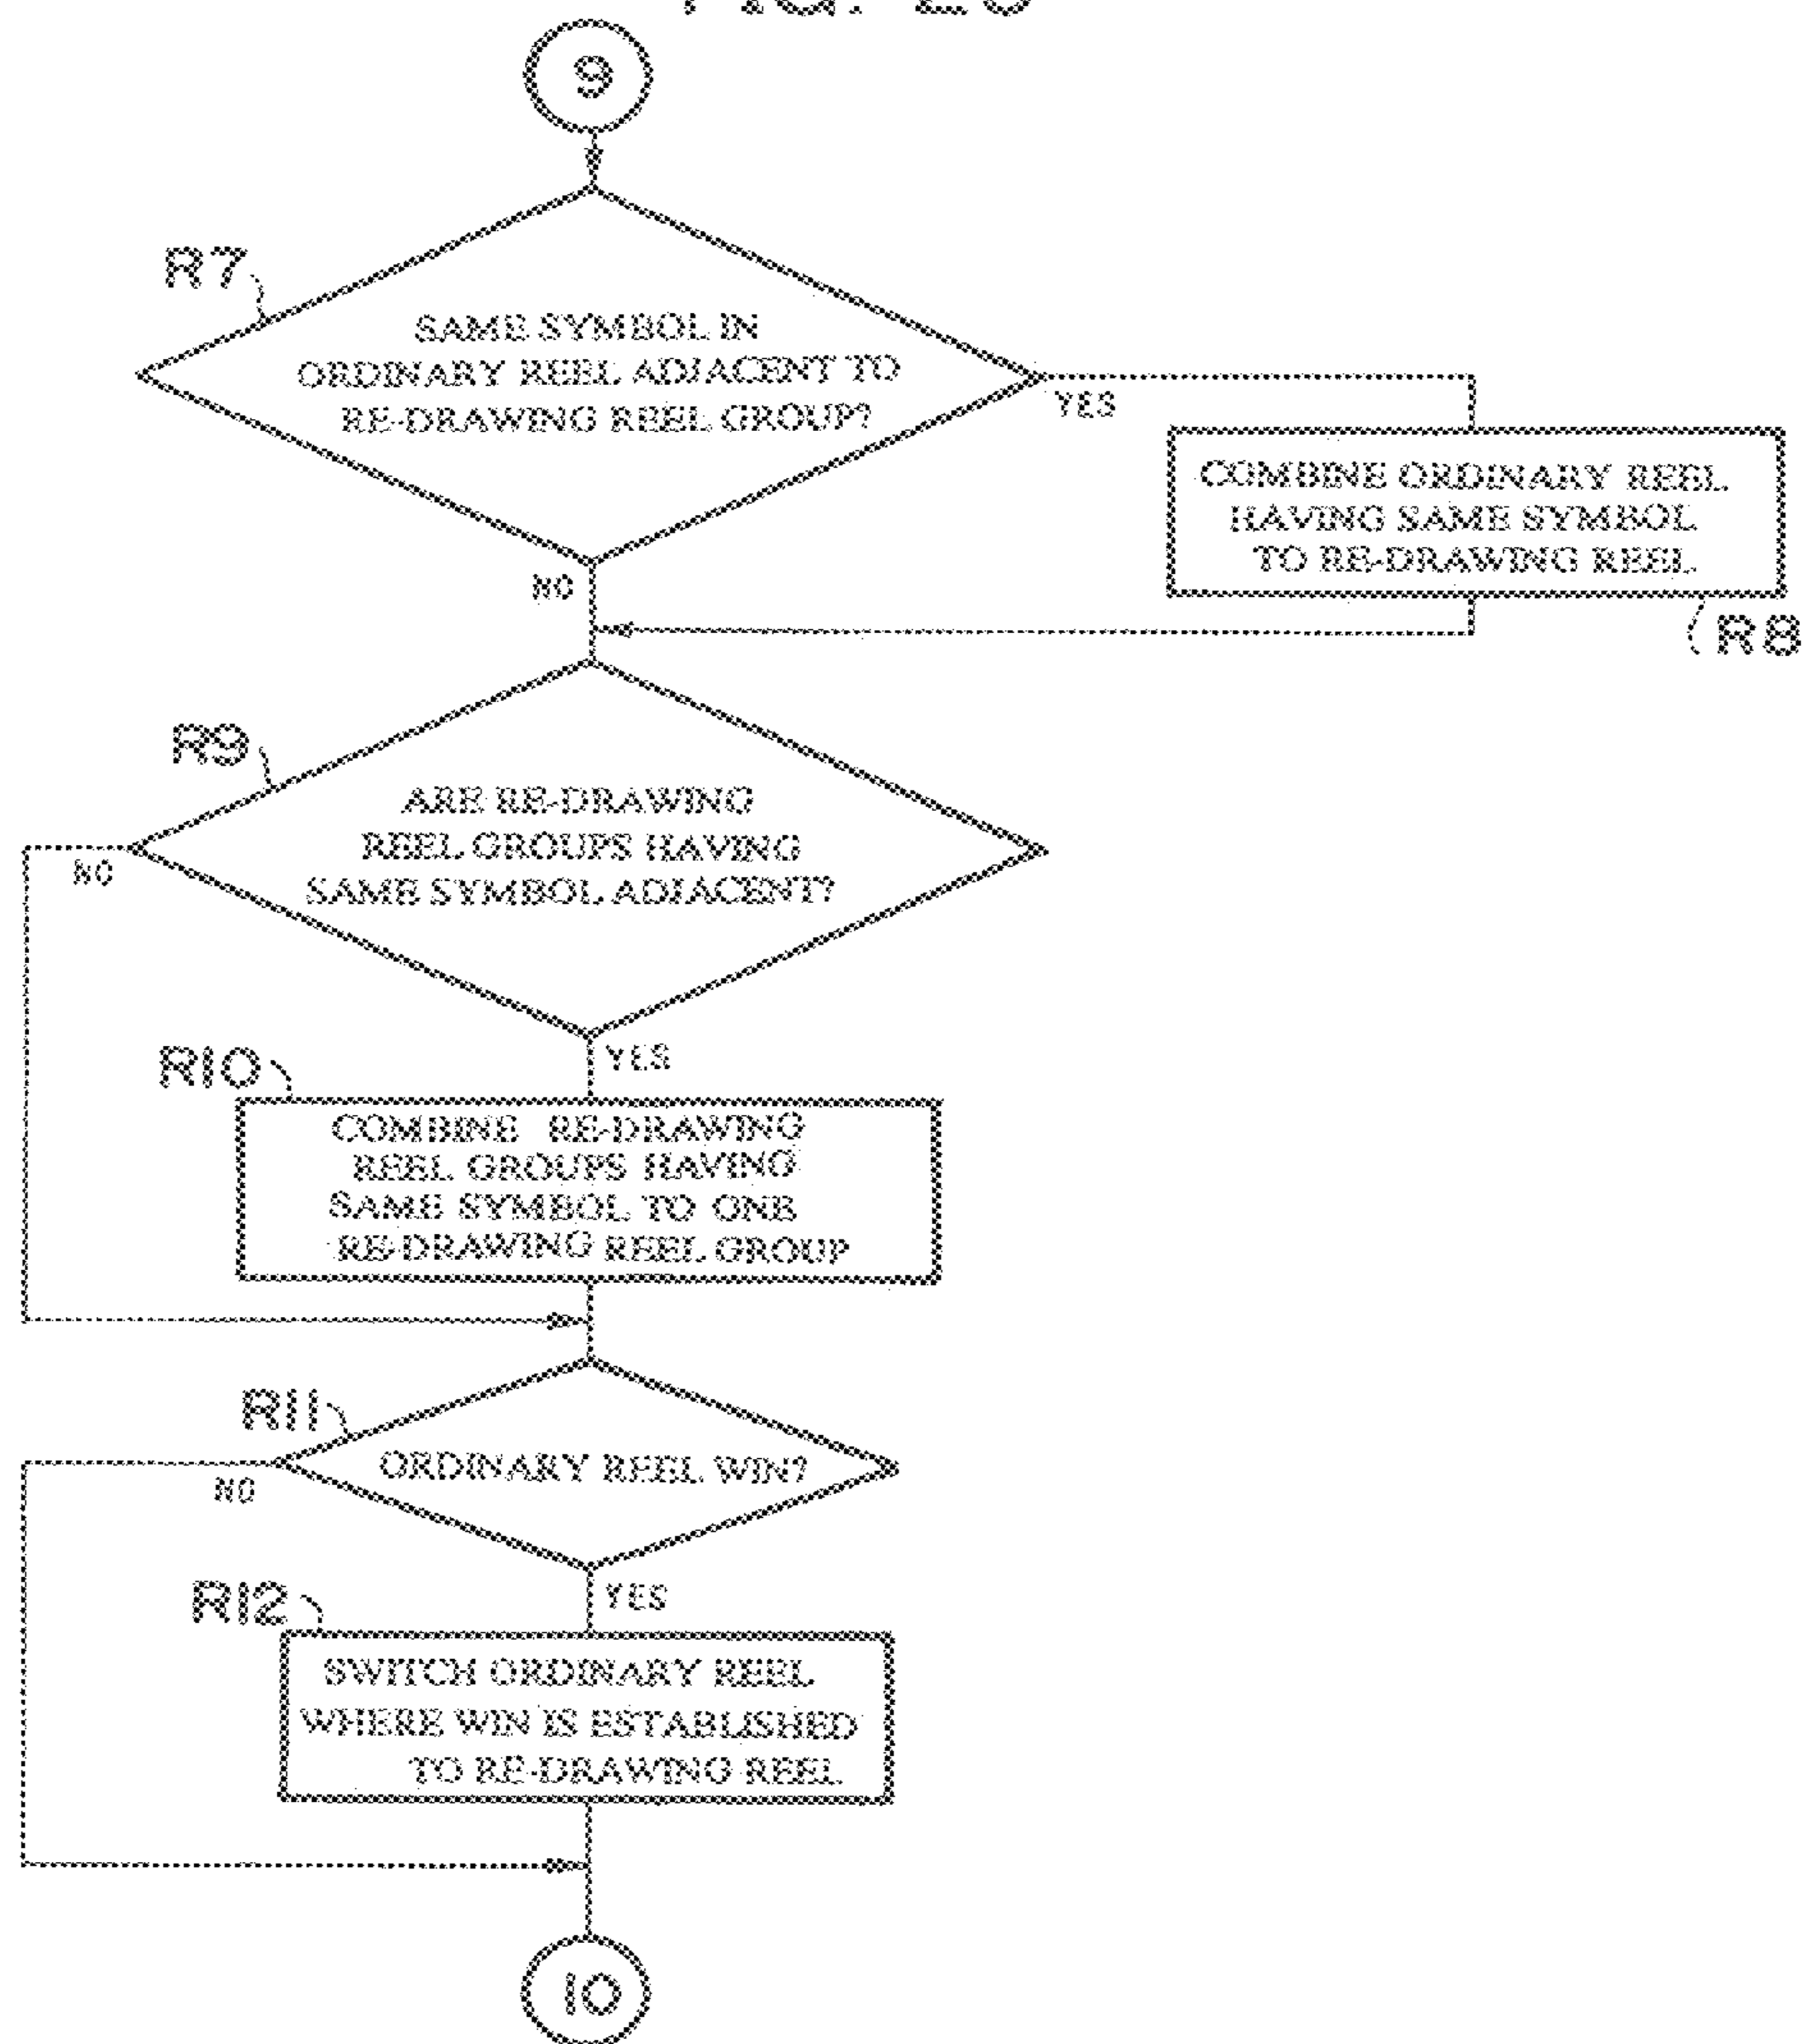 9
R7
SAME SYMBOL IN
ORDINARY REEL ADJACENT TO
RE-DRAWING REEL GROUP?
YES
COMBINE ORDINARY REEL
HAVING SAME SYMBOL
TO RE-DRAWING REEL
R8
NO
R9
ARE RE-DRAWING
REEL GROUPS HAVING
SAME SYMBOL ADJACENT?
NO
YES
R10
COMBINE RE-DRAWING
REEL GROUPS HAVING
SAME SYMBOL TO ONE
RE-DRAWING REEL GROUP
R11
ORDINARY REEL WIN?
NO
YES
R12
SWITCH ORDINARY REEL
WHERE WIN IS ESTABLISHED
TO RE-DRAWING REEL
10